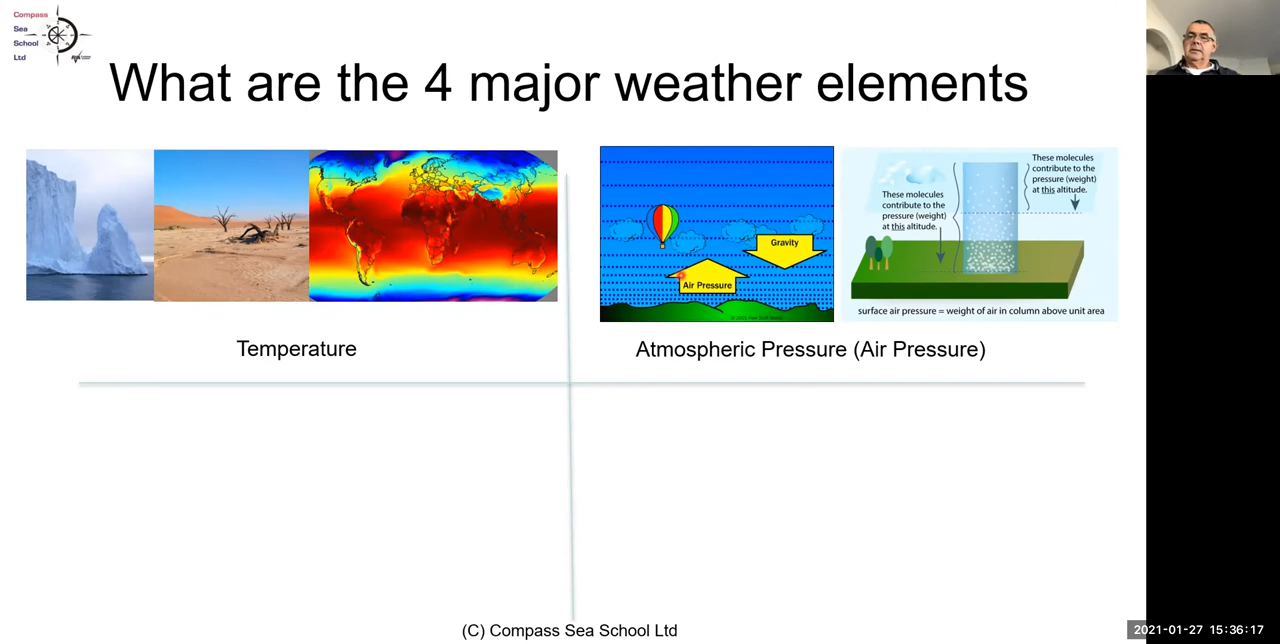 Compass
Sea
School
Ltd
What are the 4 major weather elements
Gravity
Air Pressure
These molecules
contribute to the
pressure (weight)
at this altitude.
These molecules
contribute to the
pressure (weight)
at this altitude.
surface air pressure = weight of air in column above unit area
Temperature
Atmospheric Pressure (Air Pressure)
(C) Compass Sea School Ltd
2021-01-27 15:36:17